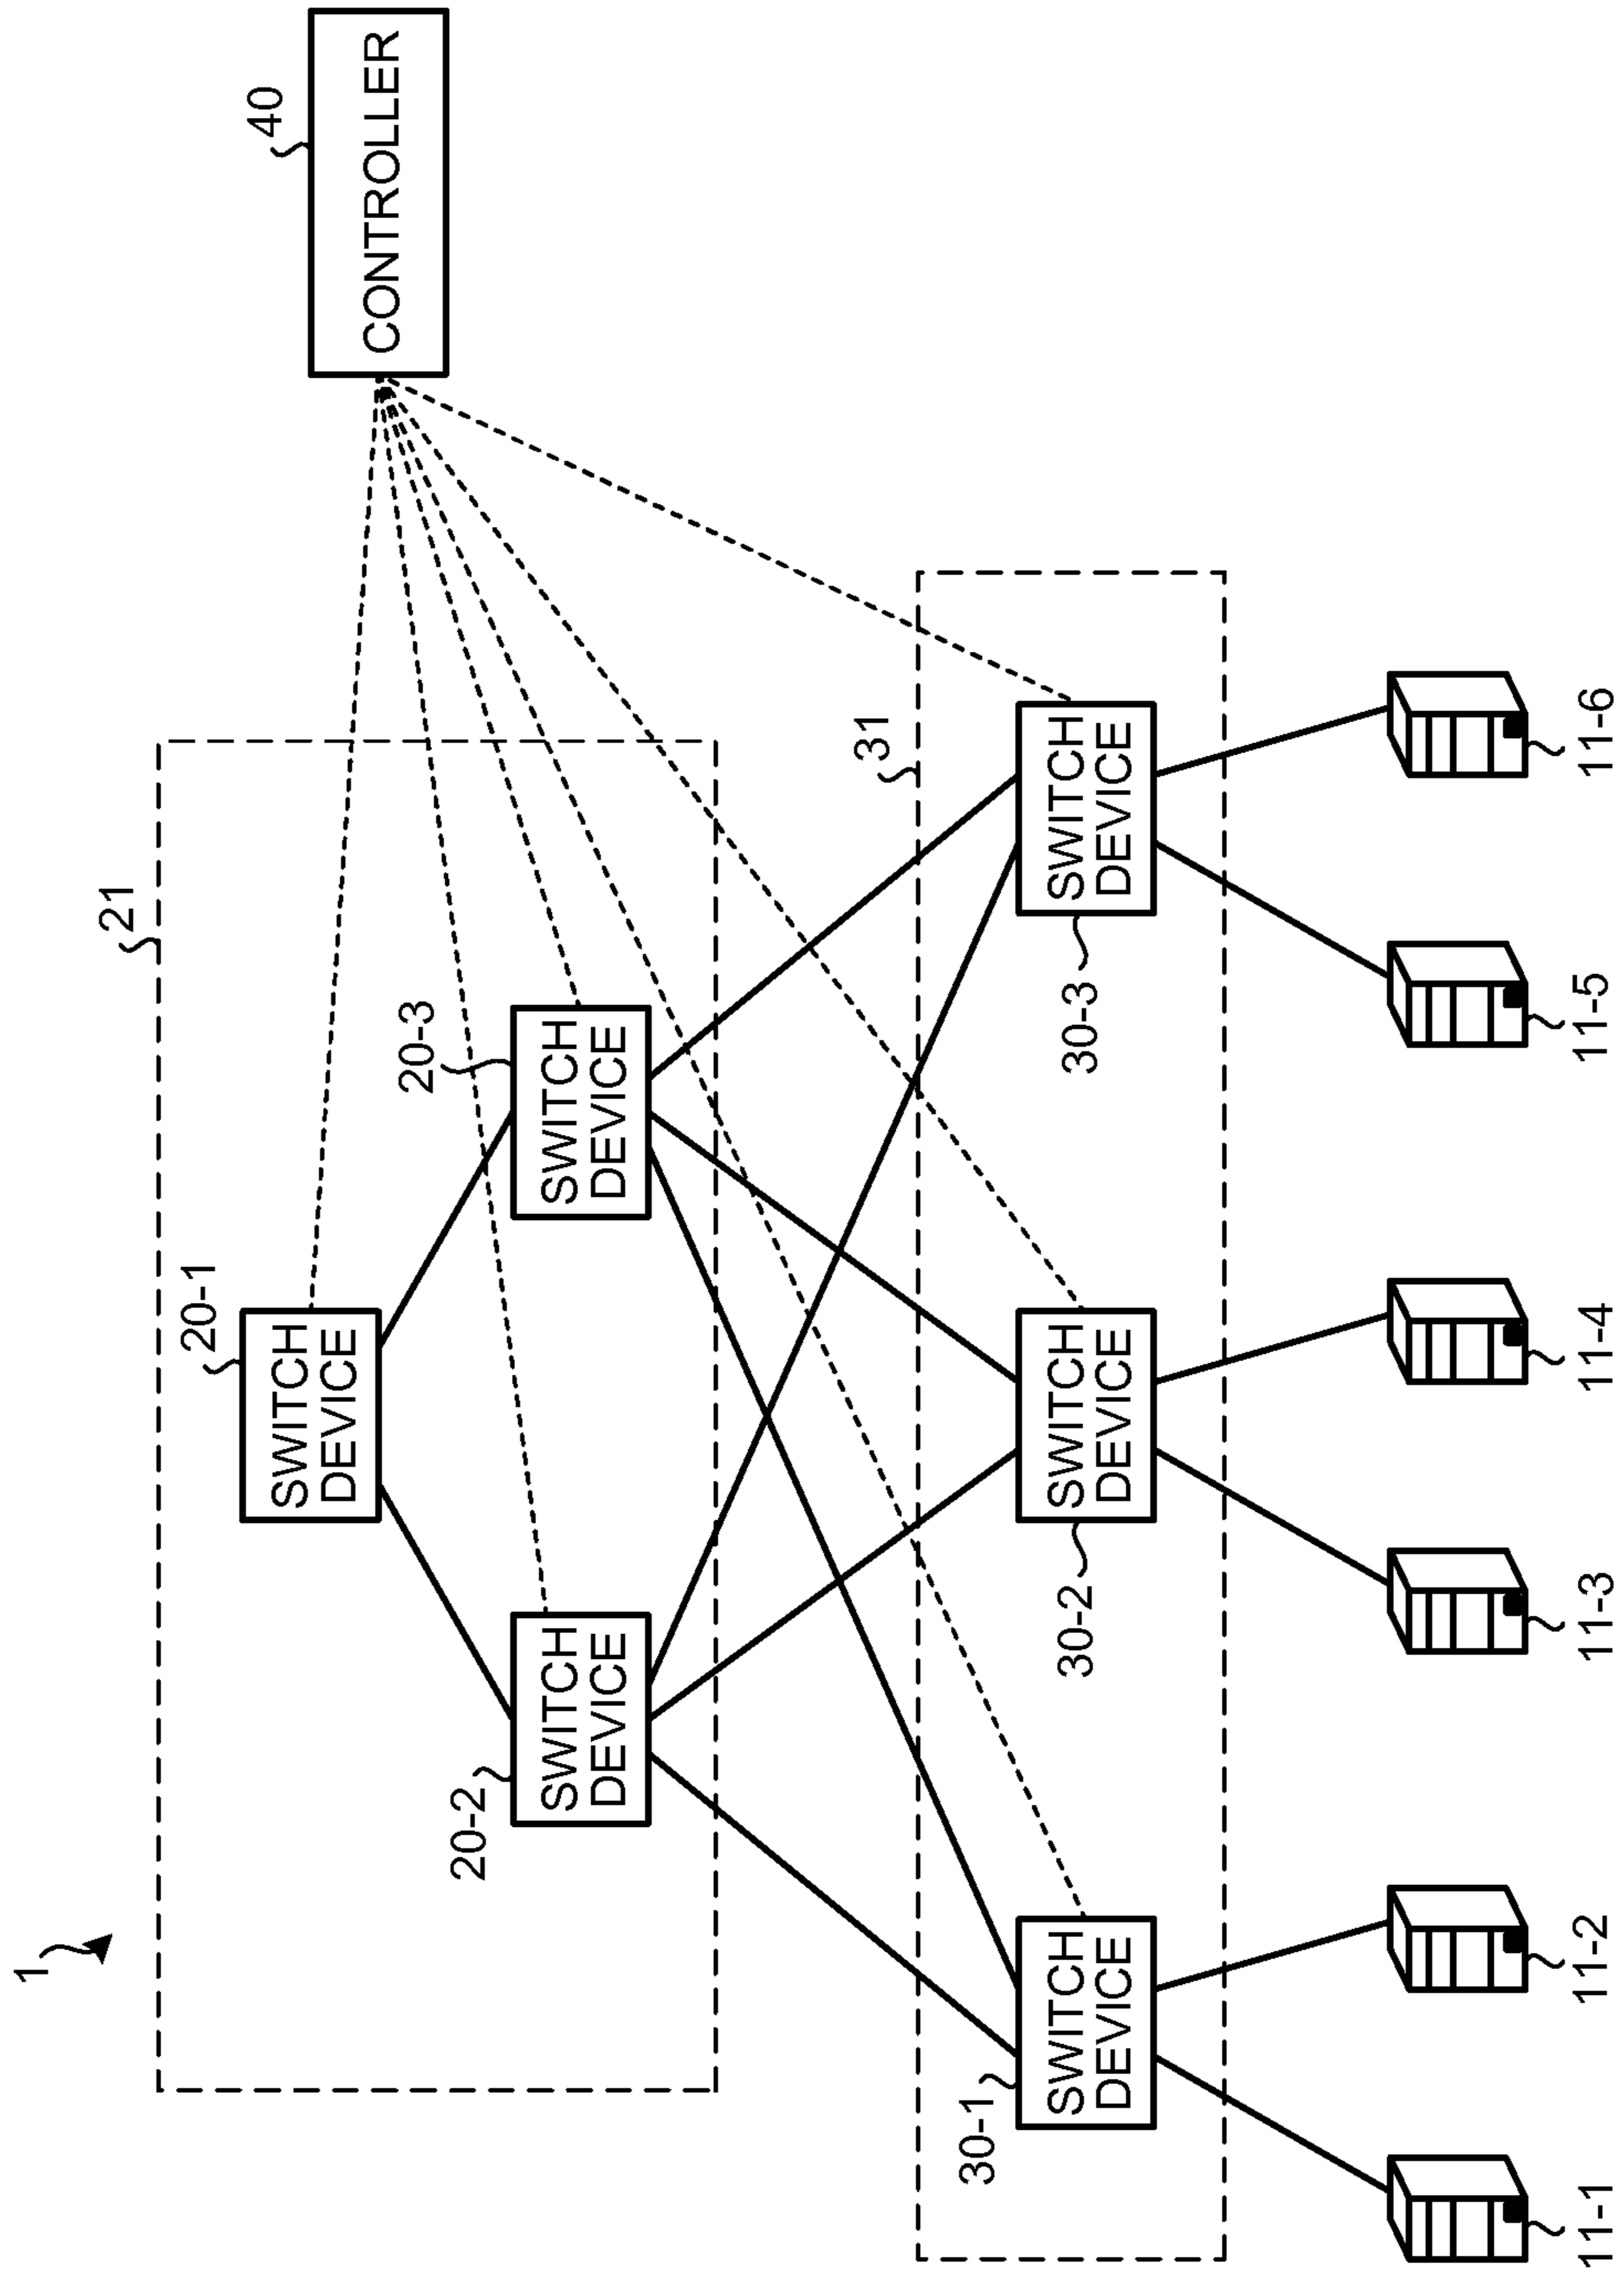 1
21
40
CONTROLLER
20-1
SWITCH
DEVICE
20-2
SWITCH
DEVICE
20-3
SWITCH
DEVICE
31
30-1
SWITCH
DEVICE
30-2
SWITCH
DEVICE
30-3
SWITCH
DEVICE
11-1
11-2
11-3
11-4
11-5
11-6